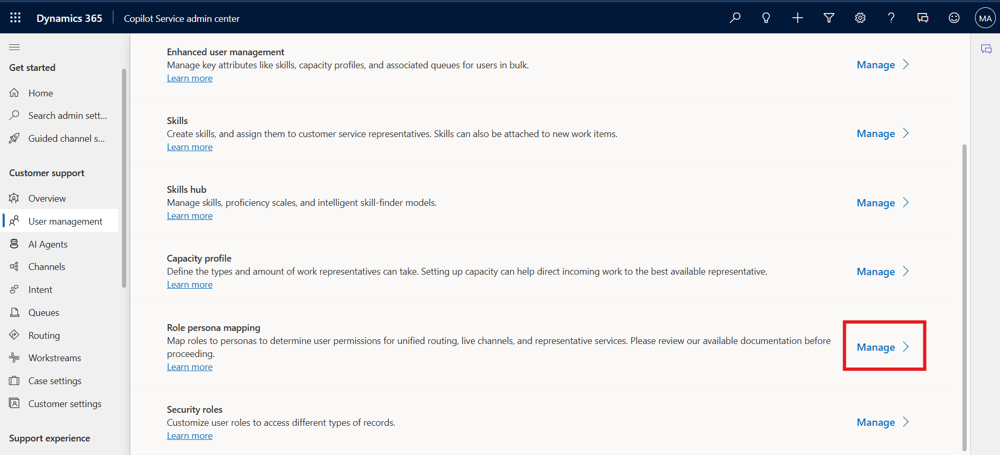 Dynamics 365
Copilot Service admin center
MA
Get started
Home
Search admin sett...
Guided channel s...
Customer support
Overview
User management
AI Agents
Channels
Intent
Queues
Routing
Workstreams
Case settings
Customer settings
Support experience
Enhanced user management
Manage key attributes like skills, capacity profiles, and associated queues for users in bulk.
Learn more
Manage
Skills
Create skills, and assign them to customer service representatives. Skills can also be attached to new work items.
Learn more
Manage
Skills hub
Manage skills, proficiency scales, and intelligent skill-finder models.
Learn more
Manage
Capacity profile
Define the types and amount of work representatives can take. Setting up capacity can help direct incoming work to the best available representative.
Learn more
Manage
Role persona mapping
Map roles to personas to determine user permissions for unified routing, live channels, and representative services. Please review our available documentation before
proceeding.
Learn more
Manage
Security roles
Customize user roles to access different types of records.
Learn more
Manage